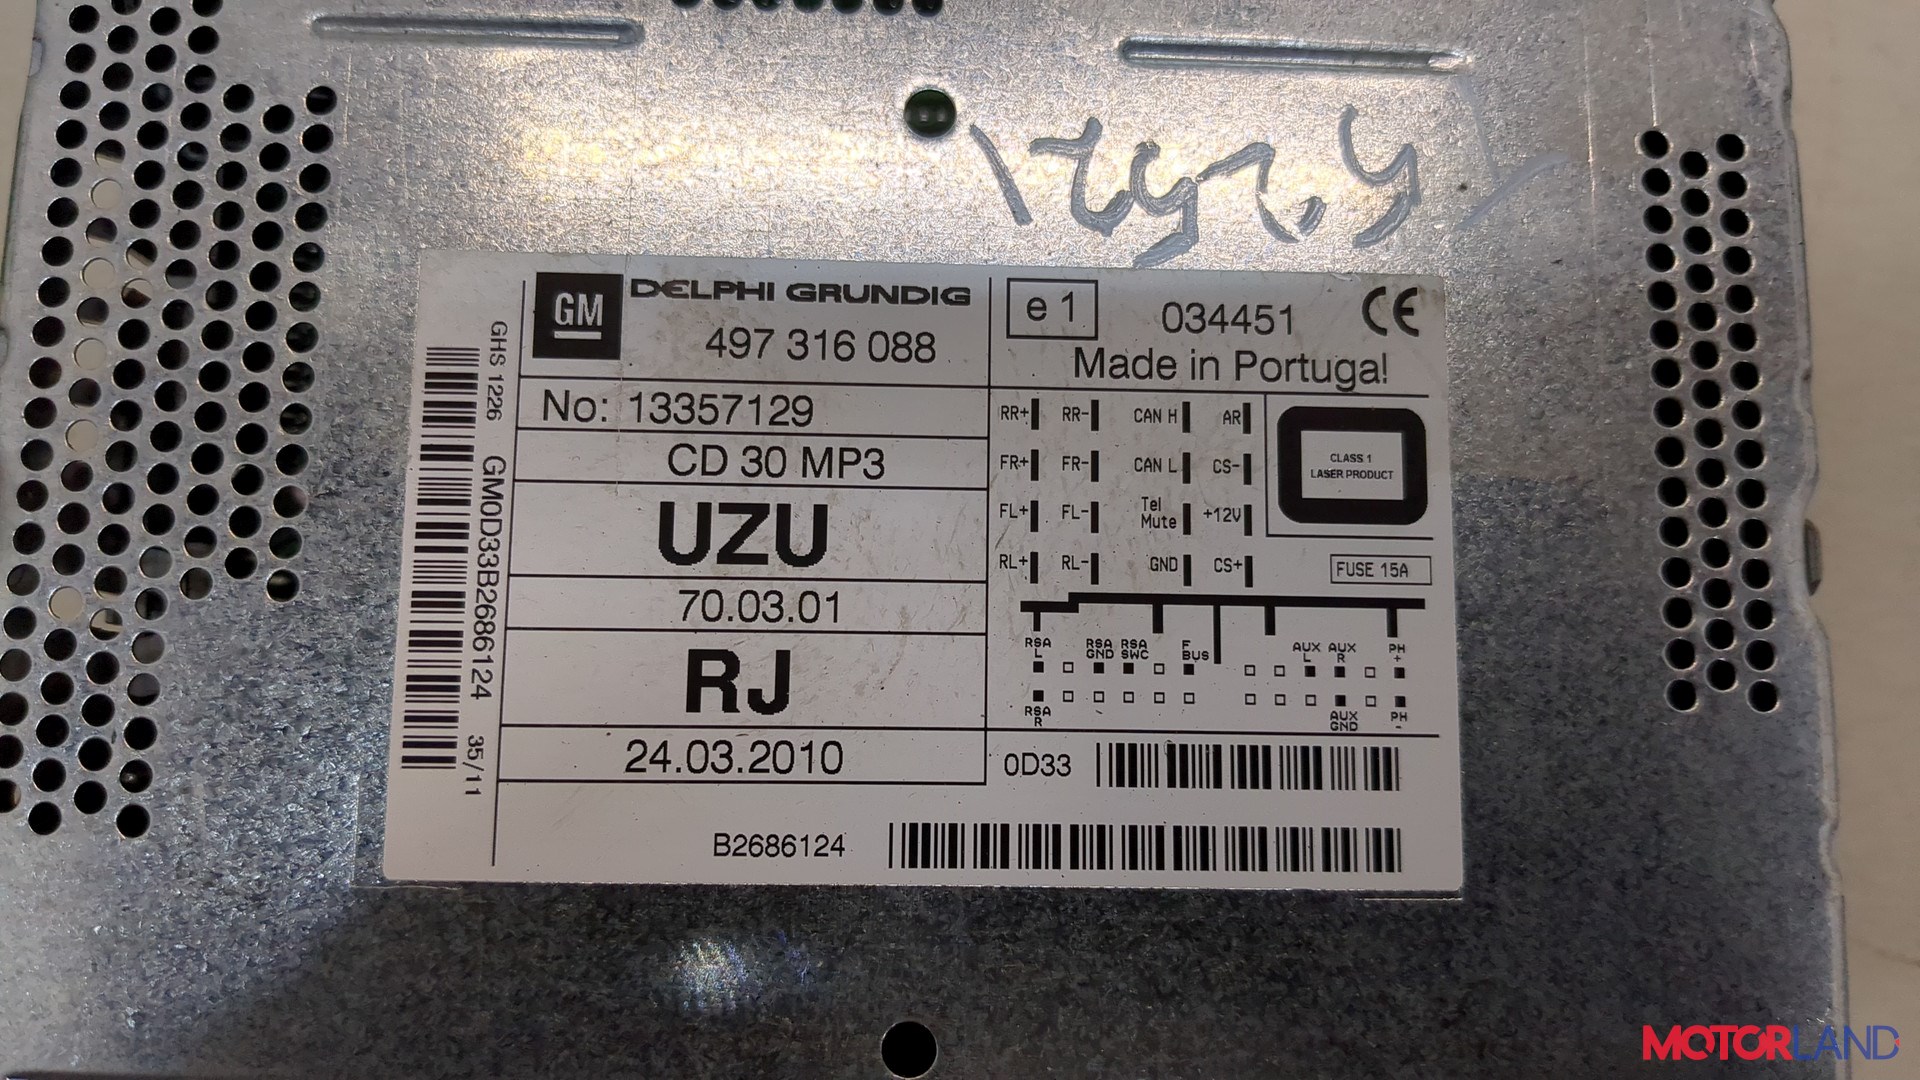 GM DELPHI GRUNDIG
497 316 088
e 1 034451 CE
Made in Portugal
No: 13357129
CD 30 MP3
UZU
70.03.01
RJ
24.03.2010
RR+ RR- CAN H AR
FR+ FR- CAN L CS-
FL+ FL- Tel Mute +12V
RL+ RL- GND CS+
CLASS 1
LASER PRODUCT
FUSE 15A
RSA L RSA GND RSA SWC F BUS AUX L AUX R PH +
RSA R AUX GND PH -
0D33
B2686124
GHS 1226 GM0D33B2686124 35/11
MOTORLAND